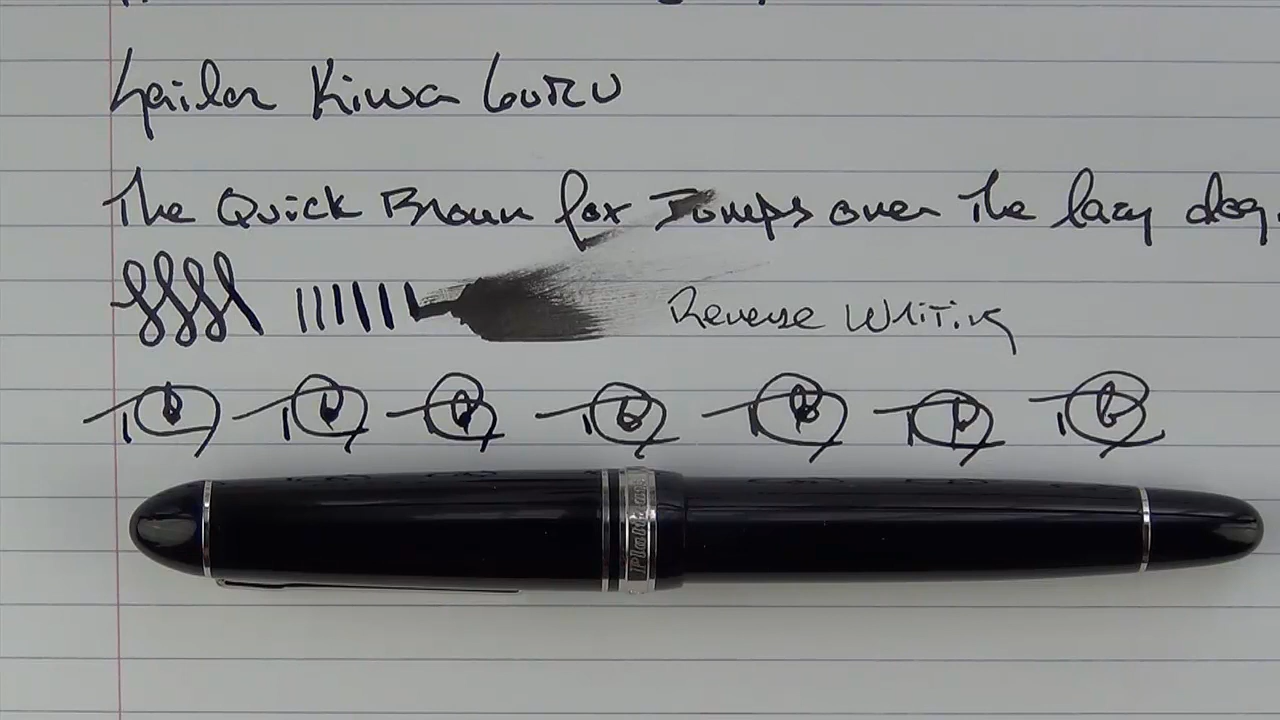 Sailor Kiwa Guro
The Quick Brown fox Jumps over The lazy dog.
Reverse Writing
Platinum